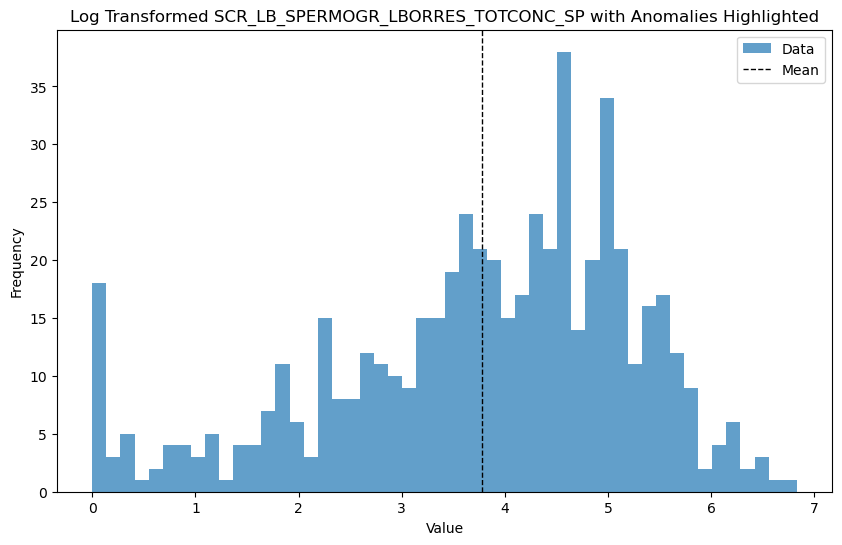 Log Transformed SCR_LB_SPERMOGR_LBORRES_TOTCONC_SP with Anomalies Highlighted
Data
Mean
Frequency
35
30
25
20
15
10
5
0
0 1 2 3 4 5 6 7
Value